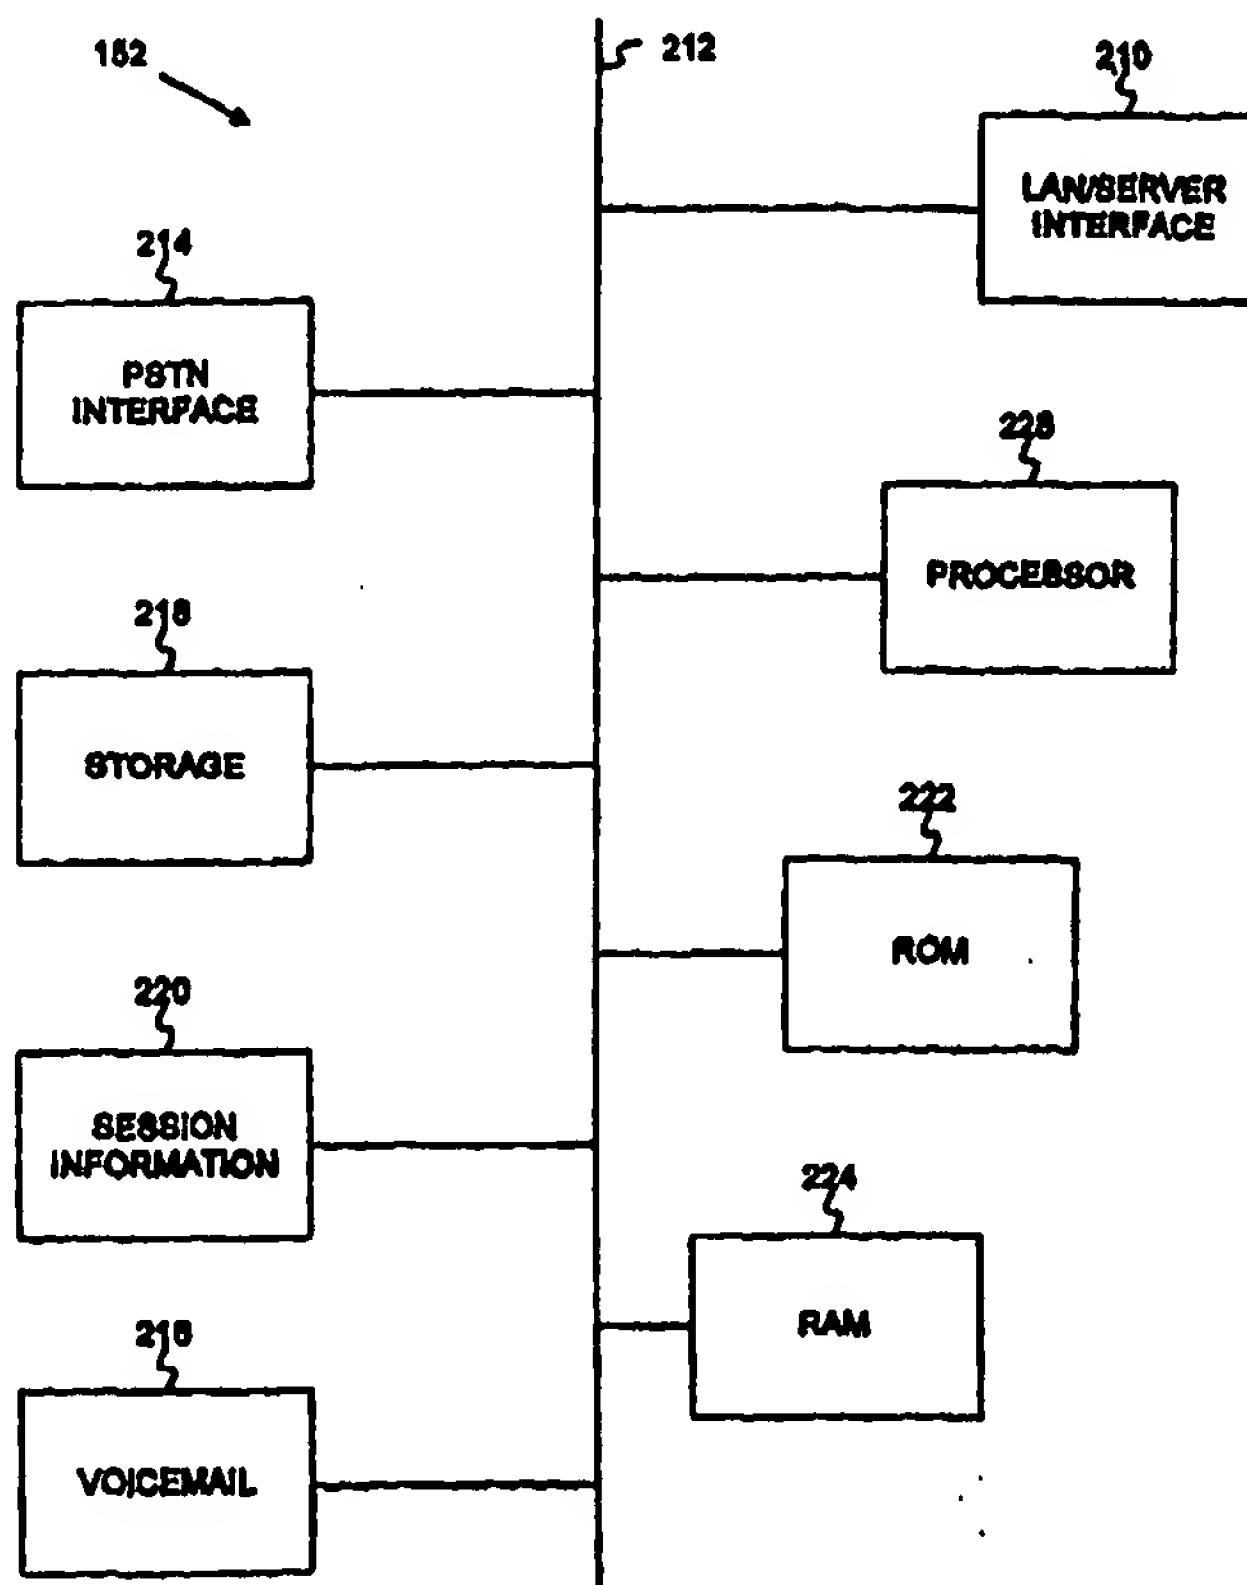 152
212
210
LAN/SERVER
INTERFACE
214
PSTN
INTERFACE
228
PROCESSOR
218
STORAGE
222
ROM
220
SESSION
INFORMATION
224
RAM
216
VOICEMAIL